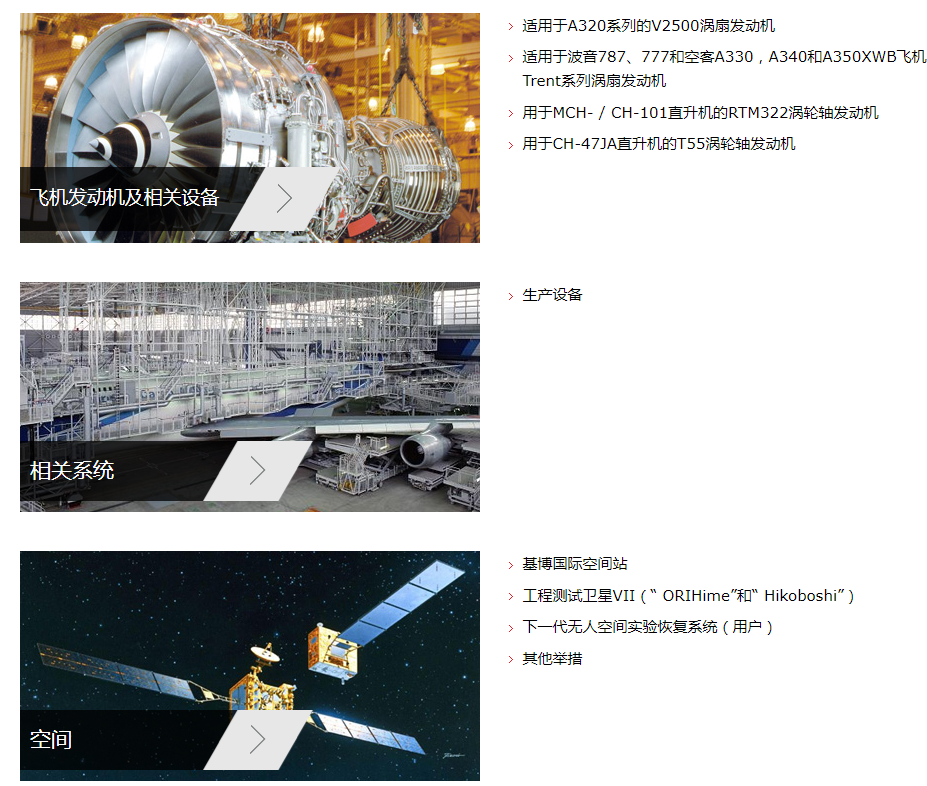 适用于A320系列的V2500涡扇发动机
适用于波音787、777和空客A330，A340和A350XWB飞机
Trent系列涡扇发动机
用于MCH- / CH-101直升机的RTM322涡轮轴发动机
用于CH-47JA直升机的T55涡轮轴发动机
飞机发动机及相关设备
生产设备
相关系统
基博国际空间站
工程测试卫星VII（“ ORIHime”和“ Hikoboshi”）
下一代无人空间实验恢复系统（用户）
其他举措
空间